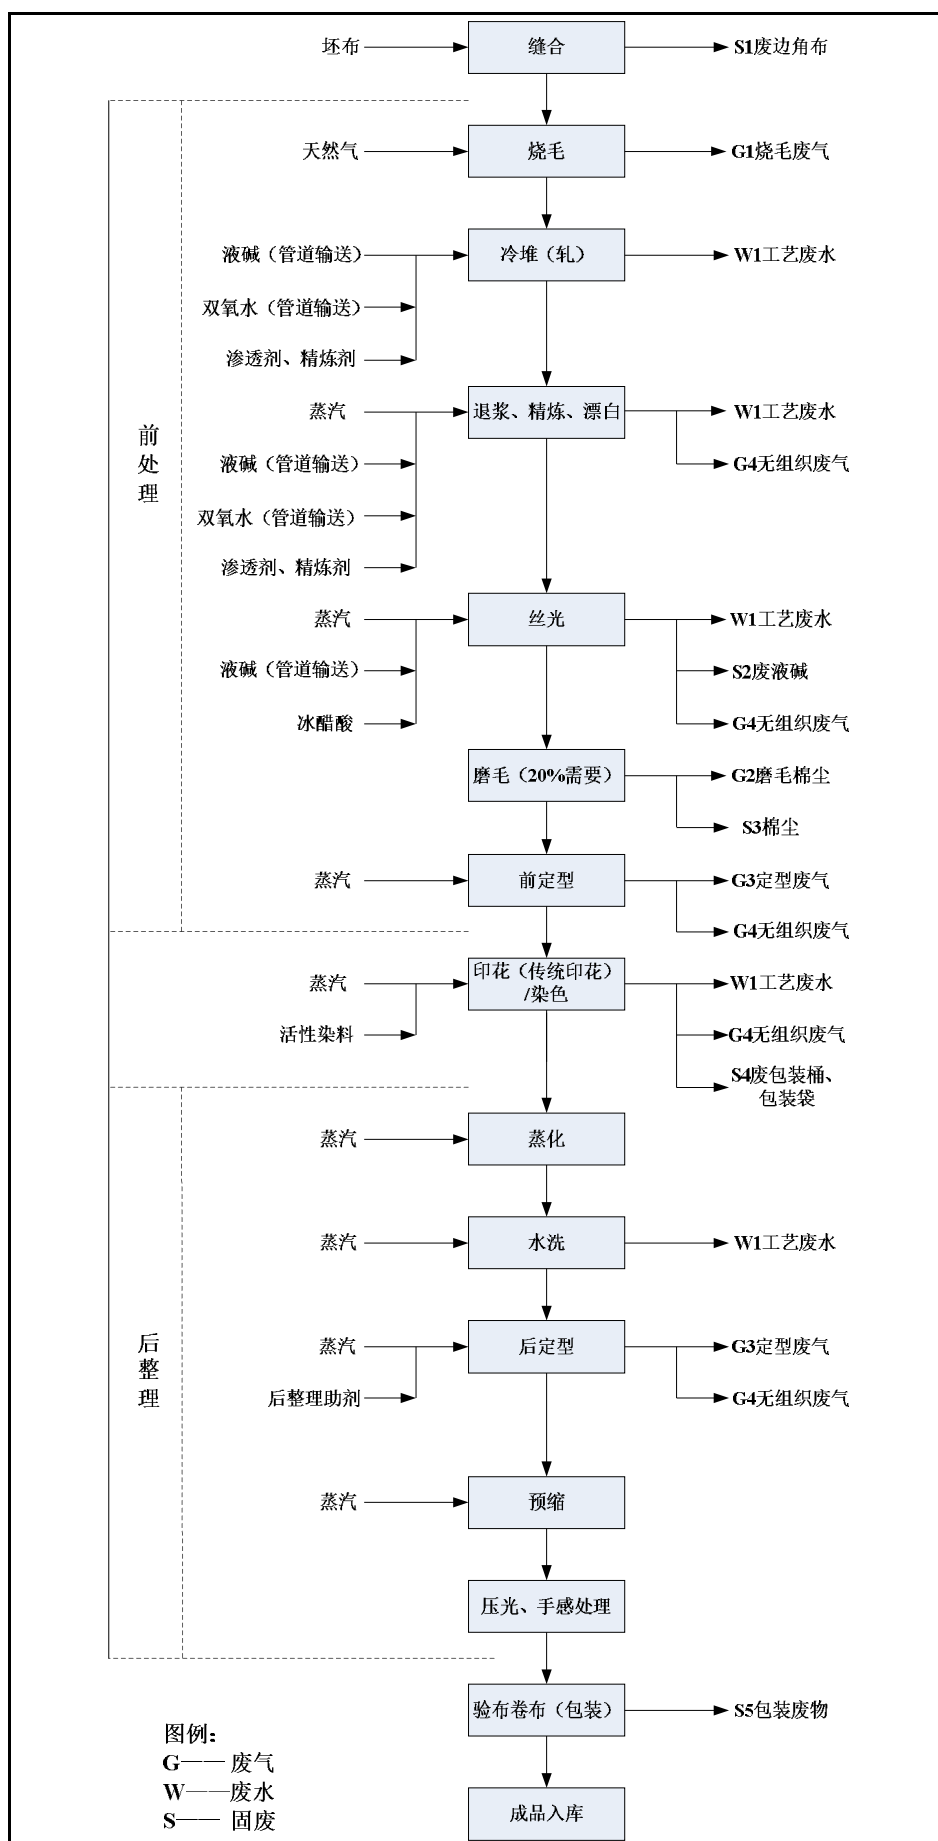 坯布
缝合
S1废边角布
天然气
烧毛
G1烧毛废气
液碱（管道输送）
冷堆（轧）
W1工艺废水
双氧水（管道输送）
渗透剂、精炼剂
蒸汽
退浆、精炼、漂白
W1工艺废水
前处理
液碱（管道输送）
G4无组织废气
双氧水（管道输送）
渗透剂、精炼剂
蒸汽
丝光
W1工艺废水
液碱（管道输送）
S2废液碱
冰醋酸
G4无组织废气
磨毛（20%需要）
G2磨毛棉尘
S3棉尘
蒸汽
前定型
G3定型废气
G4无组织废气
蒸汽
印花（传统印花）
/染色
W1工艺废水
活性染料
G4无组织废气
S4废包装桶、
包装袋
蒸汽
蒸化
蒸汽
水洗
W1工艺废水
后整理
蒸汽
后定型
G3定型废气
后整理助剂
G4无组织废气
蒸汽
预缩
压光、手感处理
验布卷布（包装）
S5包装废物
成品入库
图例：
G—— 废气
W——废水
S—— 固废